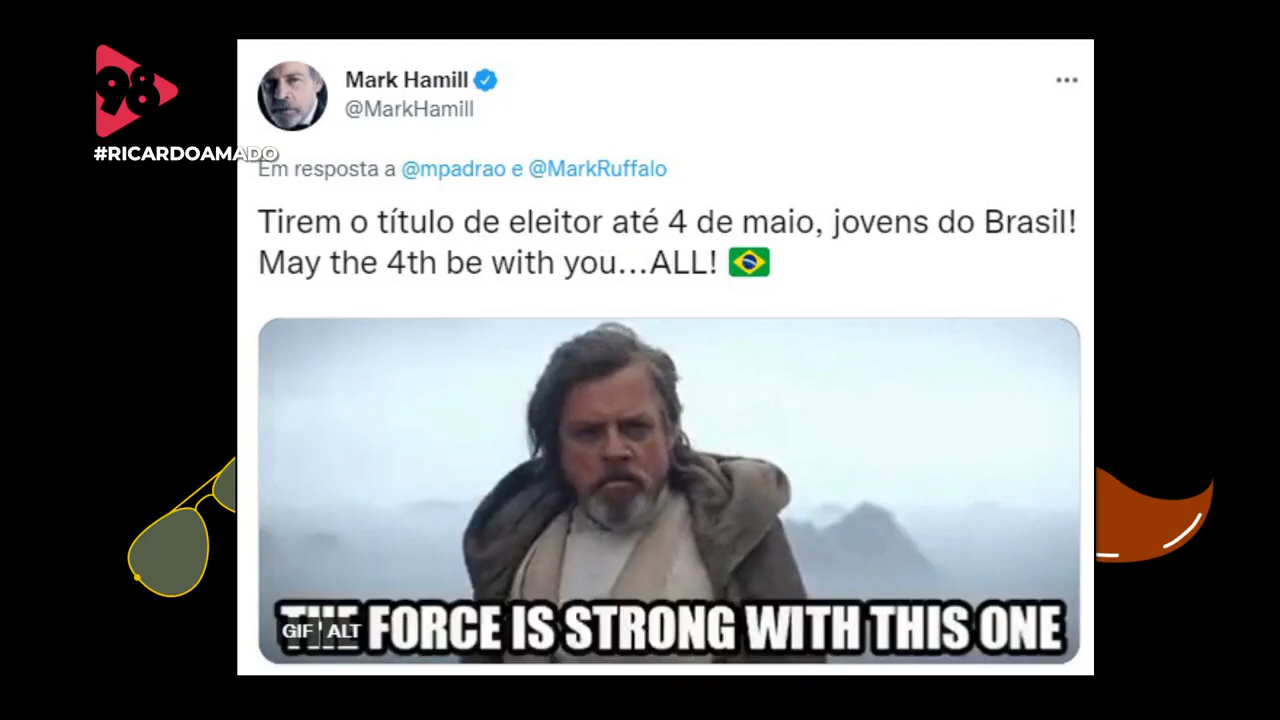 98
#RICARDOAMADO
Mark Hamill
@MarkHamill
Em resposta a @mpadrao e @MarkRuffalo
Tirem o título de eleitor até 4 de maio, jovens do Brasil!
May the 4th be with you...ALL!
THE FORCE IS STRONG WITH THIS ONE
GIF ALT